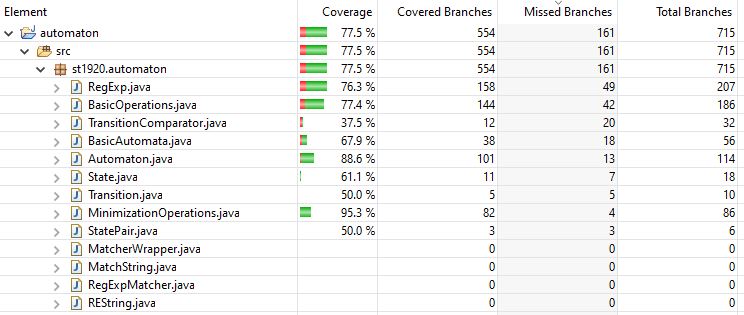 Element Coverage Covered Branches Missed Branches Total Branches
automaton 77.5 % 554 161 715
src 77.5 % 554 161 715
st1920.automaton 77.5 % 554 161 715
RegExp.java 76.3 % 158 49 207
BasicOperations.java 77.4 % 144 42 186
TransitionComparator.java 37.5 % 12 20 32
BasicAutomata.java 67.9 % 38 18 56
Automaton.java 88.6 % 101 13 114
State.java 61.1 % 11 7 18
Transition.java 50.0 % 5 5 10
MinimizationOperations.java 95.3 % 82 4 86
StatePair.java 50.0 % 3 3 6
MatcherWrapper.java 0 0 0
MatchString.java 0 0 0
RegExpMatcher.java 0 0 0
REString.java 0 0 0